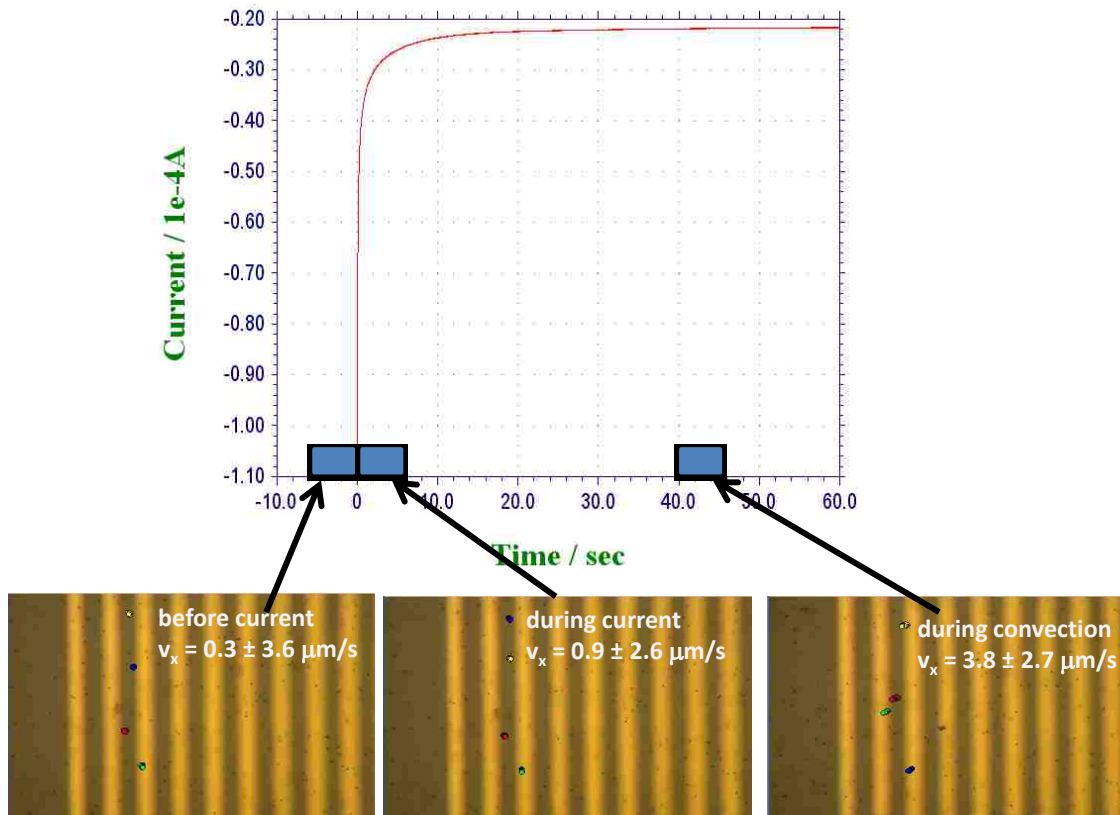 -0.20
-0.30
-0.40
-0.50
-0.60
-0.70
-0.80
-0.90
-1.00
-1.10
Current / 1e-4A
-10.0 0 10.0 20.0 30.0 40.0 50.0 60.0
Time / sec
before current
vₓ = 0.3 ± 3.6 μm/s
during current
vₓ = 0.9 ± 2.6 μm/s
during convection
vₓ = 3.8 ± 2.7 μm/s